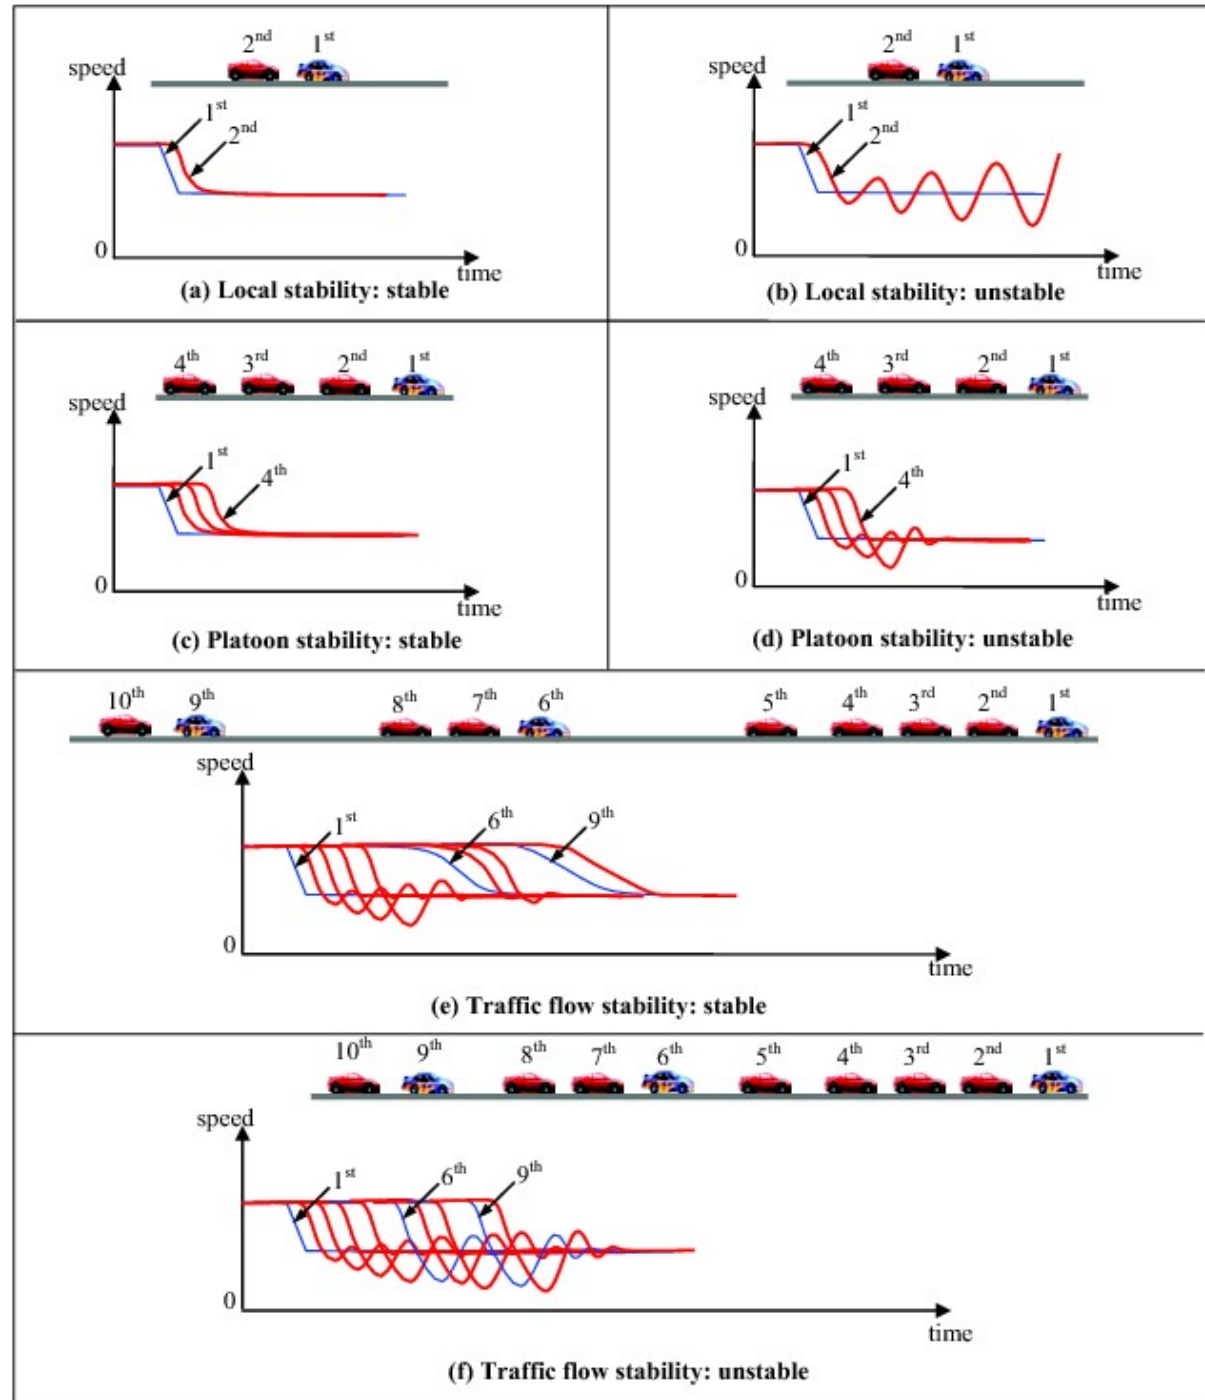 2nd 1st
speed
1st
2nd
0
time
(a) Local stability: stable
2nd 1st
speed
1st
2nd
0
time
(b) Local stability: unstable
4th 3rd 2nd 1st
speed
1st
4th
0
time
(c) Platoon stability: stable
4th 3rd 2nd 1st
speed
1st
4th
0
time
(d) Platoon stability: unstable
10th 9th 8th 7th 6th 5th 4th 3rd 2nd 1st
speed
1st 6th 9th
0
time
(e) Traffic flow stability: stable
10th 9th 8th 7th 6th 5th 4th 3rd 2nd 1st
speed
1st 6th 9th
0
time
(f) Traffic flow stability: unstable